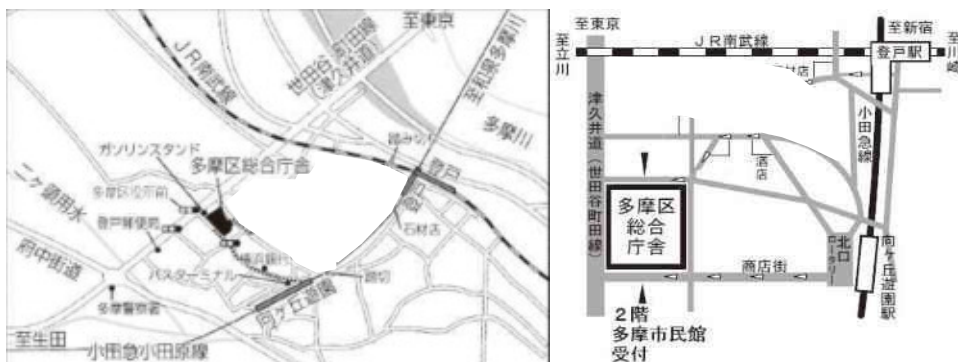 至東京
世田谷町田線
(津久井道)
JR南武線
至和泉多摩川
多摩川
踏み切り
登戸
登戸
石材店
ガソリンスタンド
多摩区総合庁舎
多摩区役所前
登戸郵便局
二ヶ領用水
府中街道
横浜銀行
バスターミナル
踏切
向ヶ丘遊園
多摩警察署
至生田
小田急小田原線
至東京
至新宿
至立川
JR南武線
登戸駅
至川崎
材店
小田急線
津久井道(世田谷町田線)
酒店
多摩区
総合
庁舎
北口
ロータリー
向ヶ丘遊園駅
商店街
2階
多摩市民館
受付